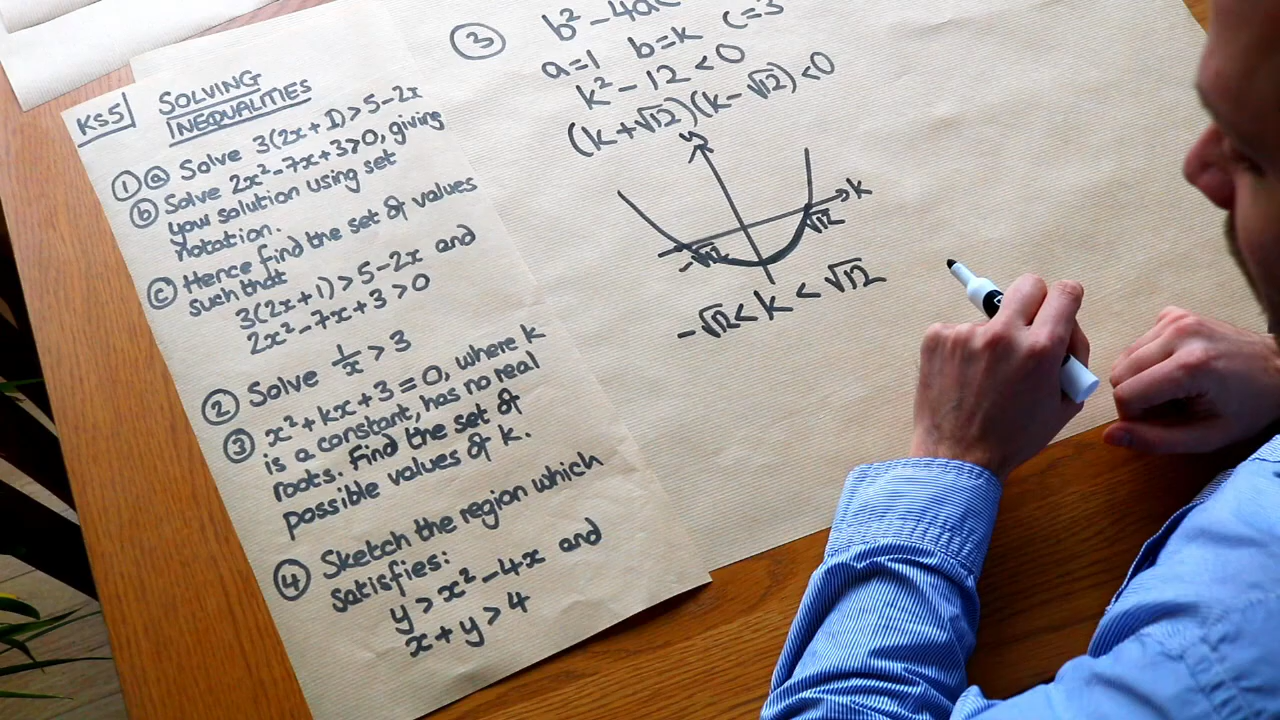 KS5
SOLVING
INEQUALITIES
① ⓐ Solve 3(2x+1)>5-2x
ⓑ Solve 2x²-7x+3>0, giving
your solution using set
notation.
ⓒ Hence find the set of values
such that
3(2x+1)>5-2x and
2x²-7x+3>0
② Solve 1/x > 3
③ x²+kx+3=0, where k
is a constant, has no real
roots. Find the set of
possible values of k.
④ Sketch the region which
satisfies:
y>x²-4x and
x+y>4
③ b²-4ac
a=1 b=k c=3
k²-12<0
(k+√12)(k-√12)<0
y
k
-√12
√12
-√12<k<√12